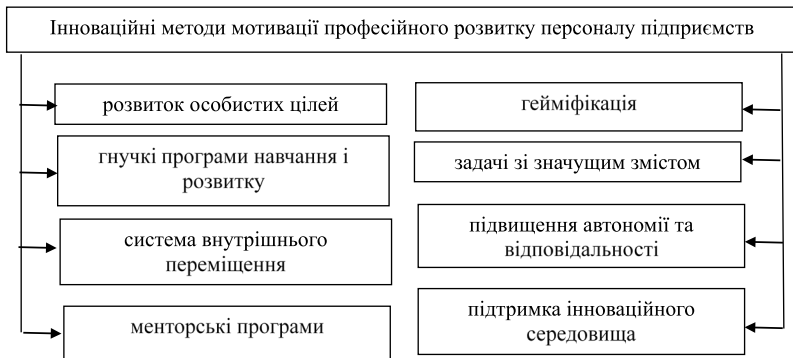 Інноваційні методи мотивації професійного розвитку персоналу підприємств
розвиток особистих цілей
гнучкі програми навчання і
розвитку
система внутрішнього
переміщення
менторські програми
гейміфікація
задачі зі значущим змістом
підвищення автономії та
відповідальності
підтримка інноваційного
середовища